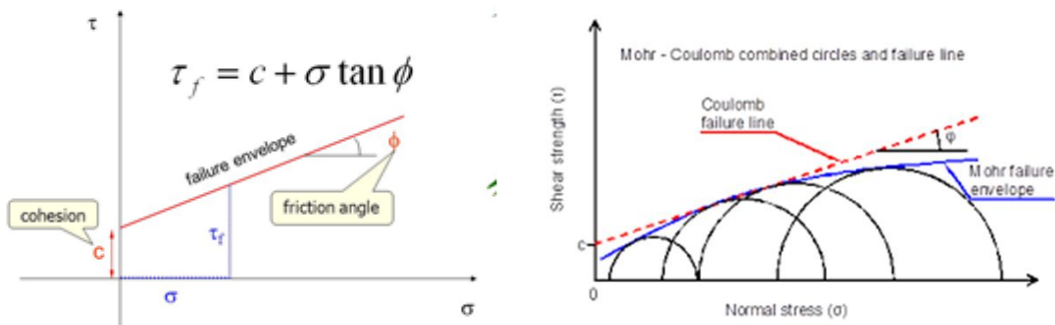 τ
τf = c + σ tan ϕ
failure envelope
ϕ
cohesion
friction angle
c
τf
σ
σ
Mohr - Coulomb combined circles and failure line
Coulomb
failure line
φ
Mohr failure
envelope
Shear strength (τ)
c
0
Normal stress (σ)